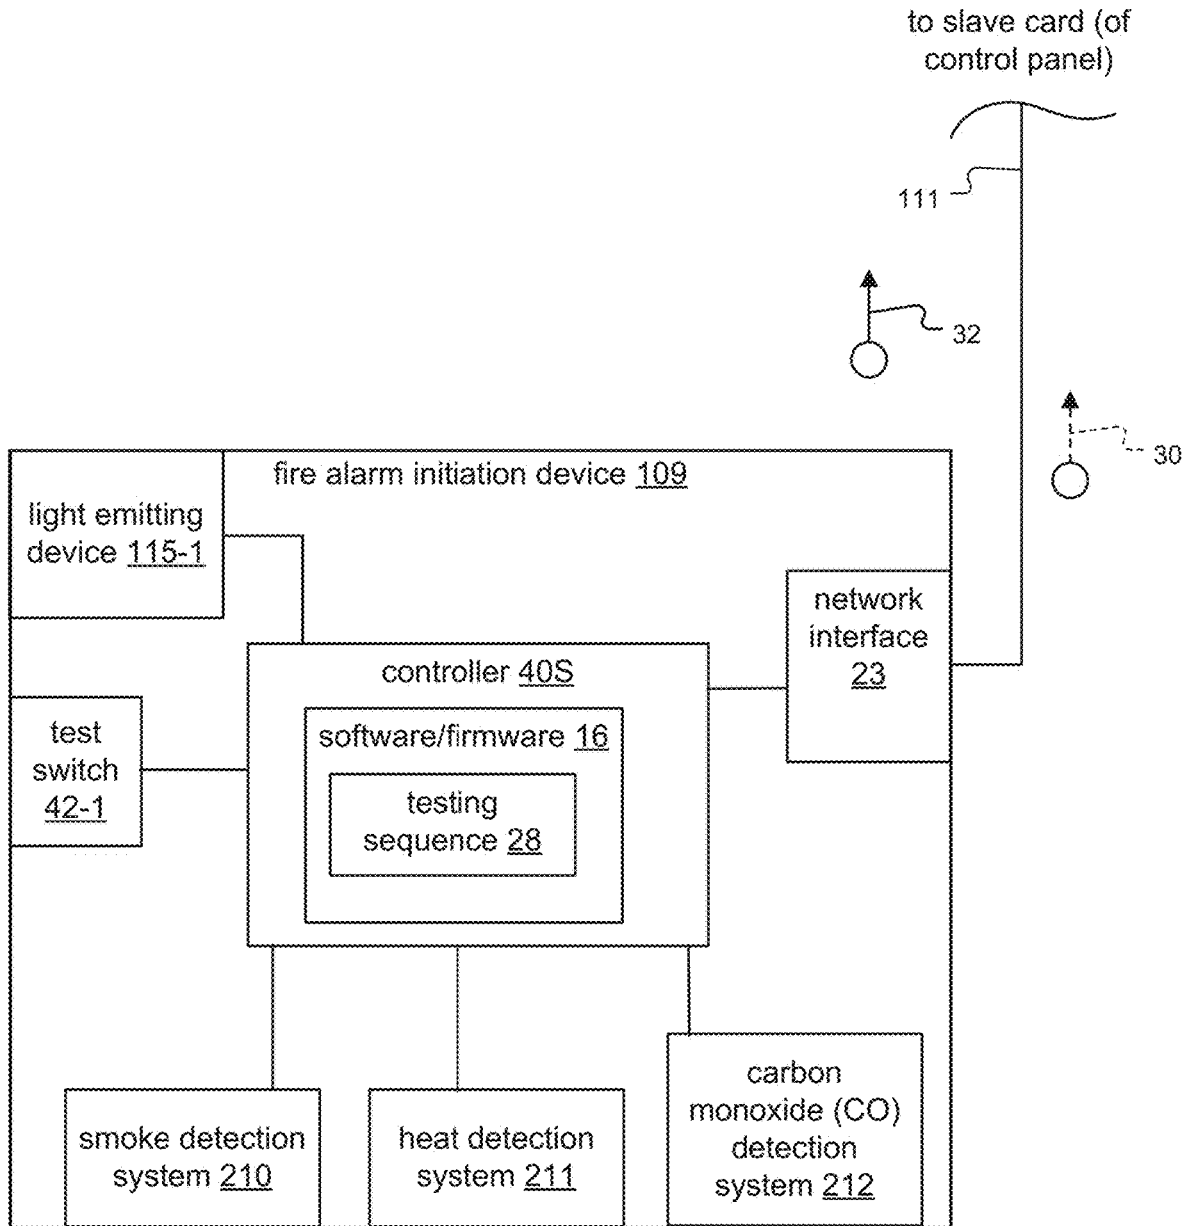 to slave card (of
control panel)
111
32
30
fire alarm initiation device 109
light emitting
device 115-1
network
interface
23
controller 40S
software/firmware 16
test
switch
42-1
testing
sequence 28
smoke detection
system 210
heat detection
system 211
carbon
monoxide (CO)
detection
system 212